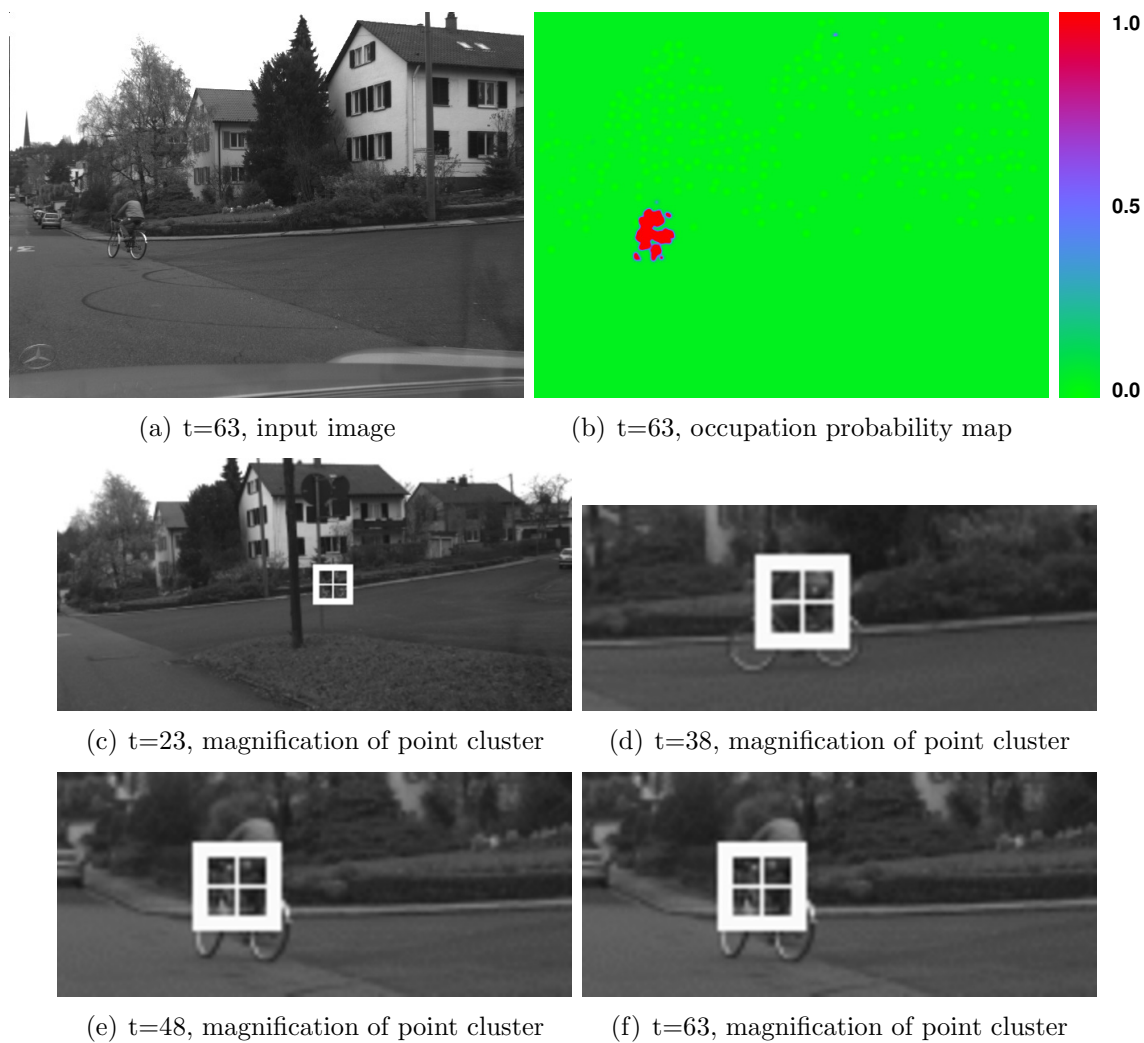 1.0
0.5
0.0
(a) t=63, input image
(b) t=63, occupation probability map
(c) t=23, magnification of point cluster
(d) t=38, magnification of point cluster
(e) t=48, magnification of point cluster
(f) t=63, magnification of point cluster